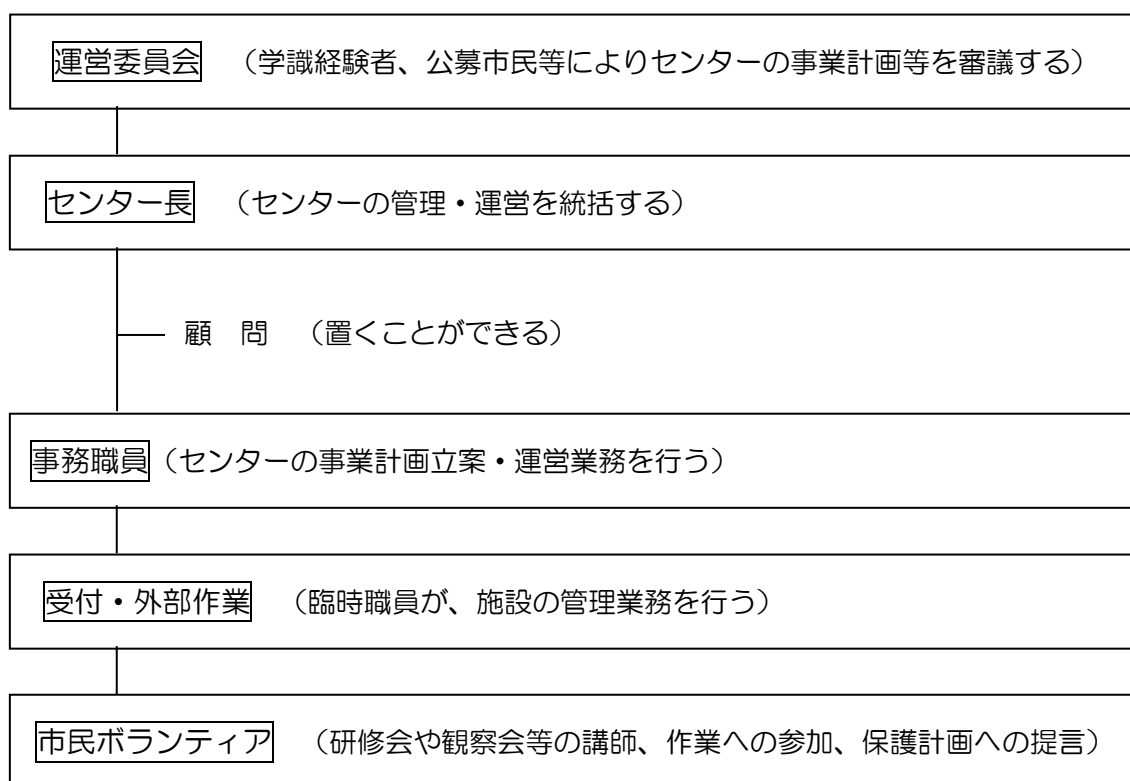 運営委員会 （学識経験者、公募市民等によりセンターの事業計画等を審議する）
センター長 （センターの管理・運営を統括する）
顧 問 （置くことができる）
事務職員（センターの事業計画立案・運営業務を行う）
受付・外部作業 （臨時職員が、施設の管理業務を行う）
市民ボランティア （研修会や観察会等の講師、作業への参加、保護計画への提言）